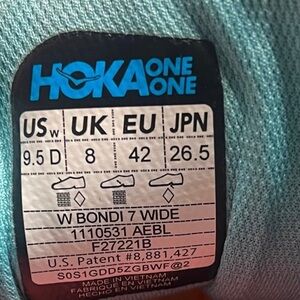 HOKA ONE ONE
US w UK EU JPN
9.5 D 8 42 26.5
W BONDI 7 WIDE
1110531 AEBL
F27221B
U.S. Patent #8,881,427
S0S1GDD5ZGBWF@2
MADE IN VIETNAM
FABRIQUÉ EN VIETNAM
HECHO EN VIETNAM